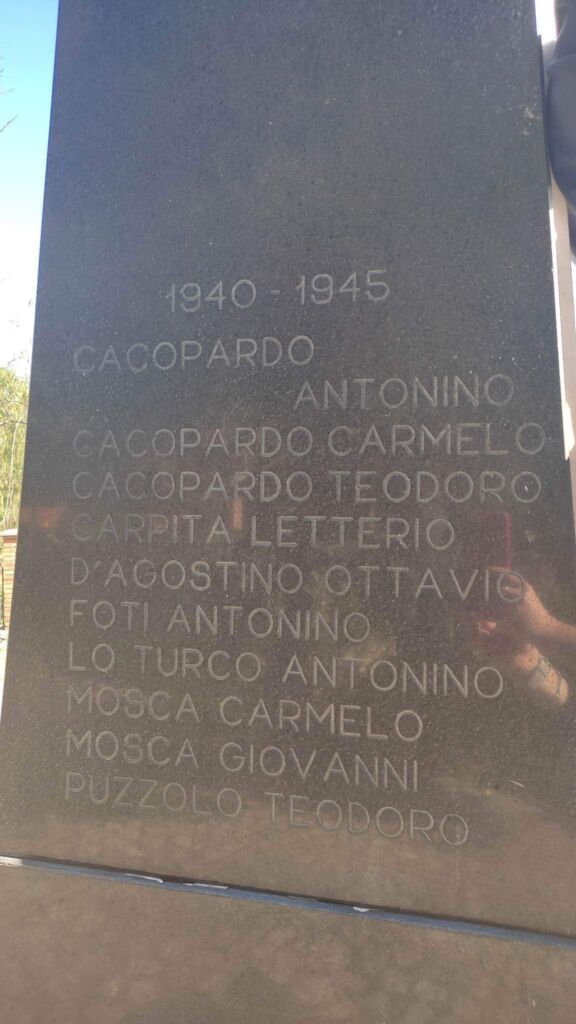 1940 - 1945
CACOPARDO
ANTONINO
CACOPARDO CARMELO
CACOPARDO TEODORO
CARPITA LETTERIO
D'AGOSTINO OTTAVIO
FOTI ANTONINO
LO TURCO ANTONINO
MOSCA CARMELO
MOSCA GIOVANNI
PUZZOLO TEODORO